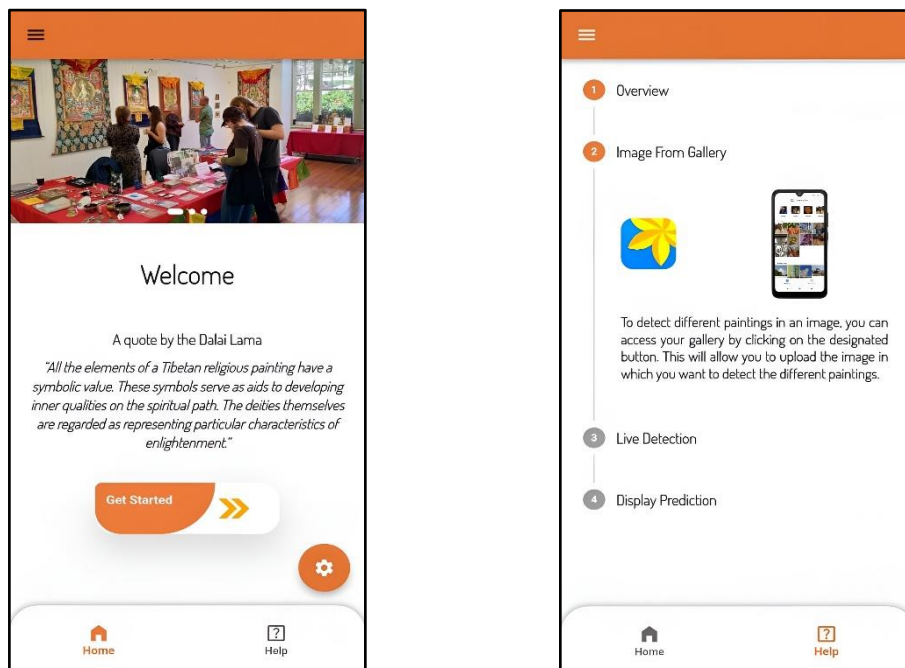 Welcome
A quote by the Dalai Lama
"All the elements of a Tibetan religious painting have a
symbolic value. These symbols serve as aids to developing
inner qualities on the spiritual path. The deities themselves
are regarded as representing particular characteristics of
enlightenment."
Get Started
Home
Help
1 Overview
2 Image From Gallery
To detect different paintings in an image, you can
access your gallery by clicking on the designated
button. This will allow you to upload the image in
which you want to detect the different paintings.
3 Live Detection
4 Display Prediction
Home
Help